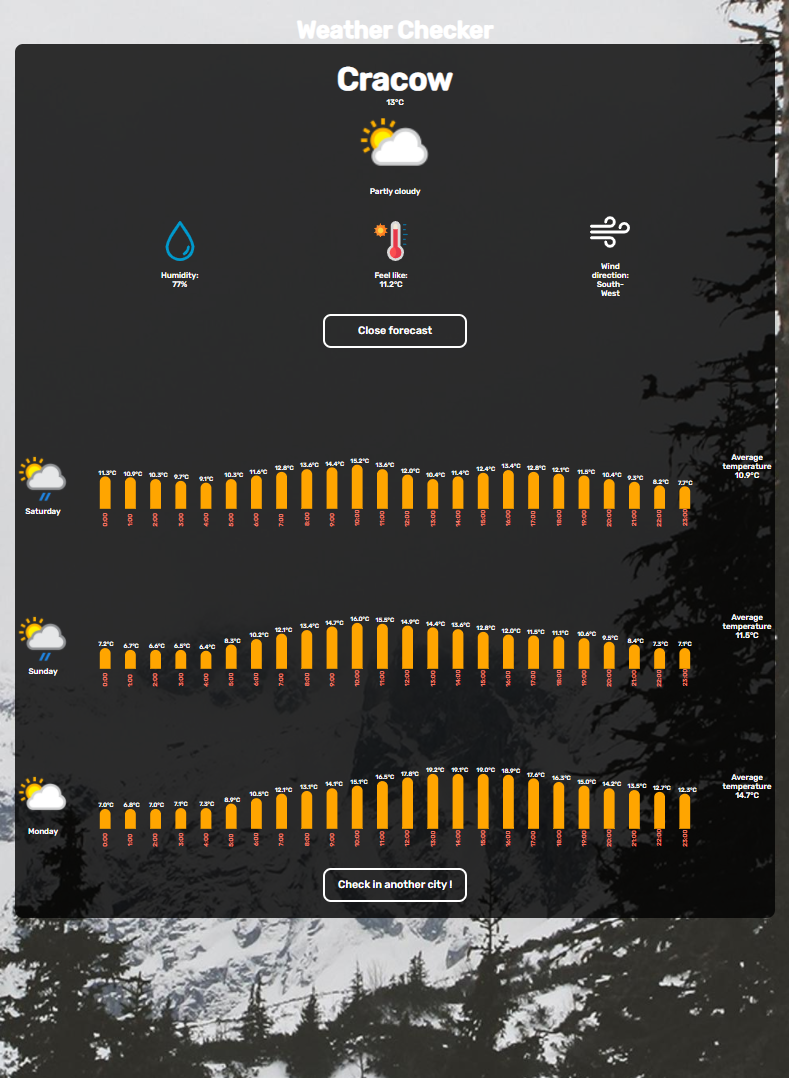 Weather Checker
Cracow
13°C
Partly cloudy
Humidity:
77%
Feel like:
11.2°C
Wind
direction:
South-
West
Close forecast
11.3°C 10.9°C 10.3°C 9.7°C 9.1°C 10.3°C 11.6°C 12.8°C 13.6°C 14.4°C 15.2°C 13.6°C 12.0°C 10.4°C 11.4°C 12.4°C 13.4°C 12.8°C 12.1°C 11.5°C 10.4°C 9.3°C 8.2°C 7.7°C
Saturday
0:00 1:00 2:00 3:00 4:00 5:00 6:00 7:00 8:00 9:00 10:00 11:00 12:00 13:00 14:00 15:00 16:00 17:00 18:00 19:00 20:00 21:00 22:00 23:00
Average
temperature
10.9°C
7.2°C 6.7°C 6.6°C 6.5°C 6.4°C 8.3°C 10.2°C 12.1°C 13.4°C 14.7°C 16.0°C 15.5°C 14.9°C 14.4°C 13.6°C 12.8°C 12.0°C 11.5°C 11.1°C 10.6°C 9.5°C 8.4°C 7.3°C 7.1°C
Sunday
0:00 1:00 2:00 3:00 4:00 5:00 6:00 7:00 8:00 9:00 10:00 11:00 12:00 13:00 14:00 15:00 16:00 17:00 18:00 19:00 20:00 21:00 22:00 23:00
Average
temperature
11.5°C
7.0°C 6.8°C 7.0°C 7.1°C 7.3°C 8.9°C 10.5°C 12.1°C 13.1°C 14.1°C 15.1°C 16.5°C 17.8°C 19.2°C 19.1°C 19.0°C 18.9°C 17.6°C 16.3°C 15.0°C 14.2°C 13.5°C 12.7°C 12.3°C
Monday
0:00 1:00 2:00 3:00 4:00 5:00 6:00 7:00 8:00 9:00 10:00 11:00 12:00 13:00 14:00 15:00 16:00 17:00 18:00 19:00 20:00 21:00 22:00 23:00
Average
temperature
14.7°C
Check in another city !